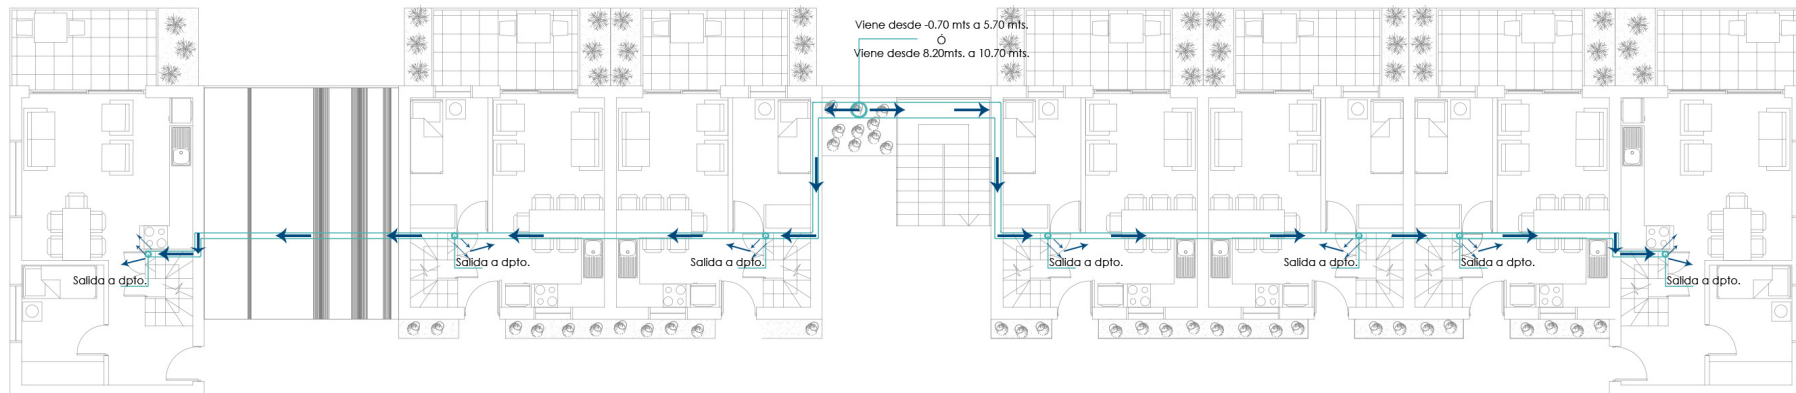 Viene desde -0.70 mts a 5.70 mts.
Ó
Viene desde 8.20mts. a 10.70 mts.
Salida a dpto.
Salida a dpto.
Salida a dpto.
Salida a dpto.
Salida a dpto.
Salida a dpto.
Salida a dpto.